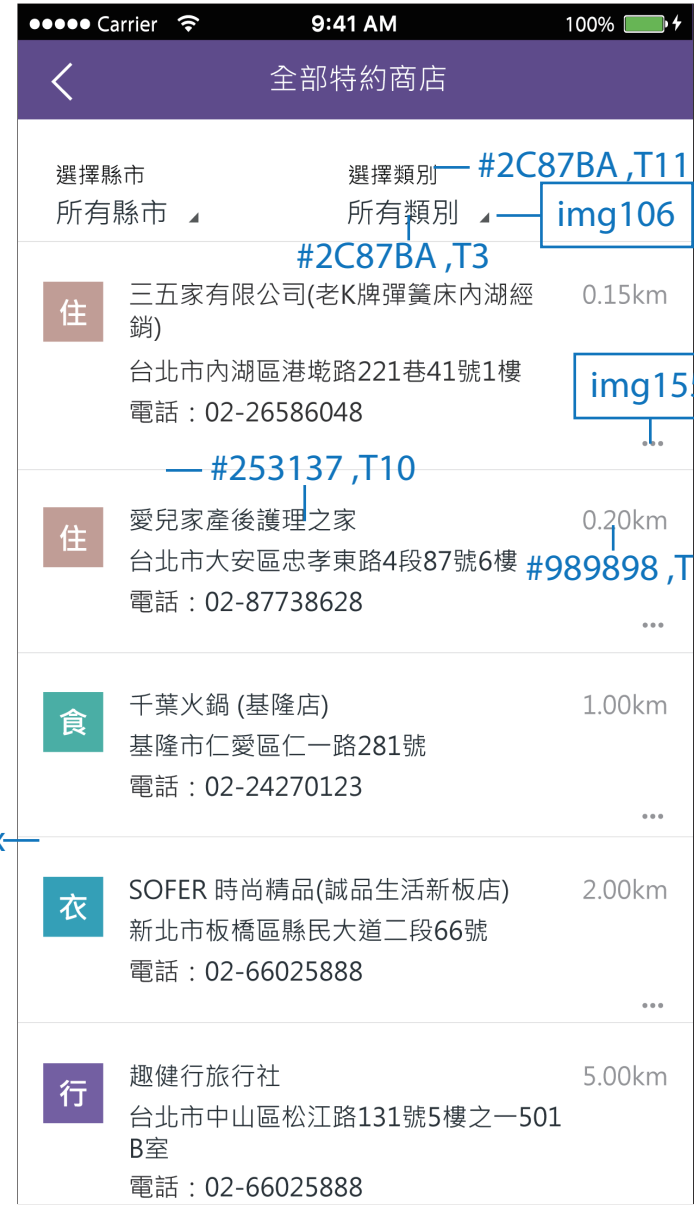 Carrier 9:41 AM 100%
全部特約商店
選擇縣市 選擇類別 #2C87BA ,T11
所有縣市 所有類別 img106
#2C87BA ,T3
住 三五家有限公司(老K牌彈簧床內湖經 0.15km
銷)
台北市內湖區港墘路221巷41號1樓
img15
電話：02-26586048
...
#253137 ,T10
住 愛兒家產後護理之家 0.20km
台北市大安區忠孝東路4段87號6樓 #989898 ,T
電話：02-87738628
...
食 千葉火鍋 (基隆店) 1.00km
基隆市仁愛區仁一路281號
電話：02-24270123
...
衣 SOFER 時尚精品(誠品生活新板店) 2.00km
新北市板橋區縣民大道二段66號
電話：02-66025888
...
行 趣健行旅行社 5.00km
台北市中山區松江路131號5樓之一501
B室
電話：02-66025888